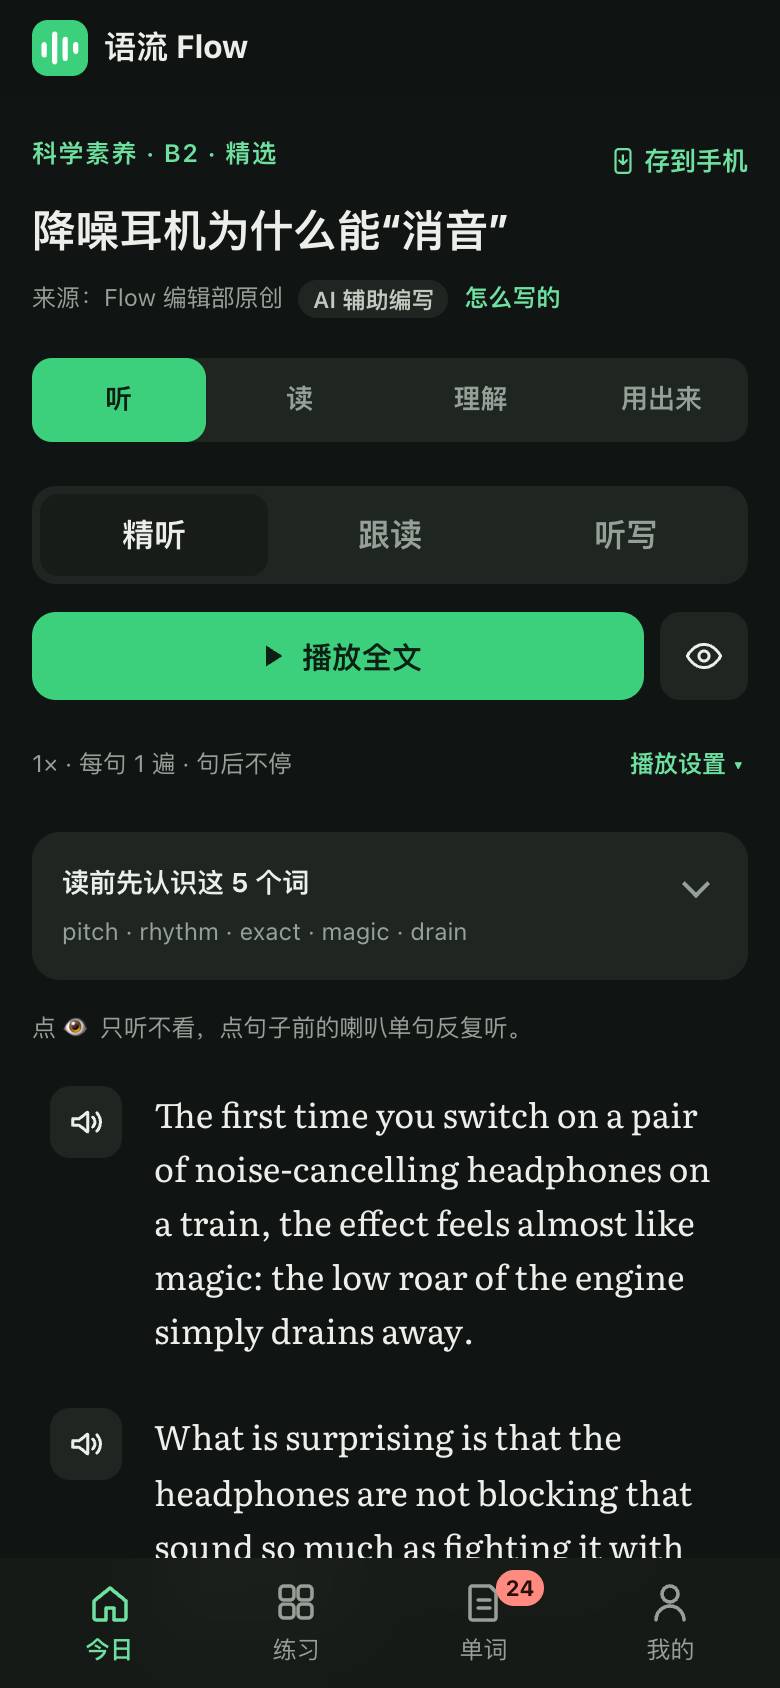 语流 Flow
科学素养 · B2 · 精选
存到手机
降噪耳机为什么能“消音”
来源：Flow 编辑部原创 AI 辅助编写 怎么写的
听 读 理解 用出来
精听 跟读 听写
播放全文
1× · 每句 1 遍 · 句后不停
播放设置
读前先认识这 5 个词
pitch · rhythm · exact · magic · drain
点 👁 只听不看，点句子前的喇叭单句反复听。
The first time you switch on a pair
of noise-cancelling headphones on
a train, the effect feels almost like
magic: the low roar of the engine
simply drains away.
What is surprising is that the
headphones are not blocking that
sound so much as fighting it with
24
今日 练习 单词 我的